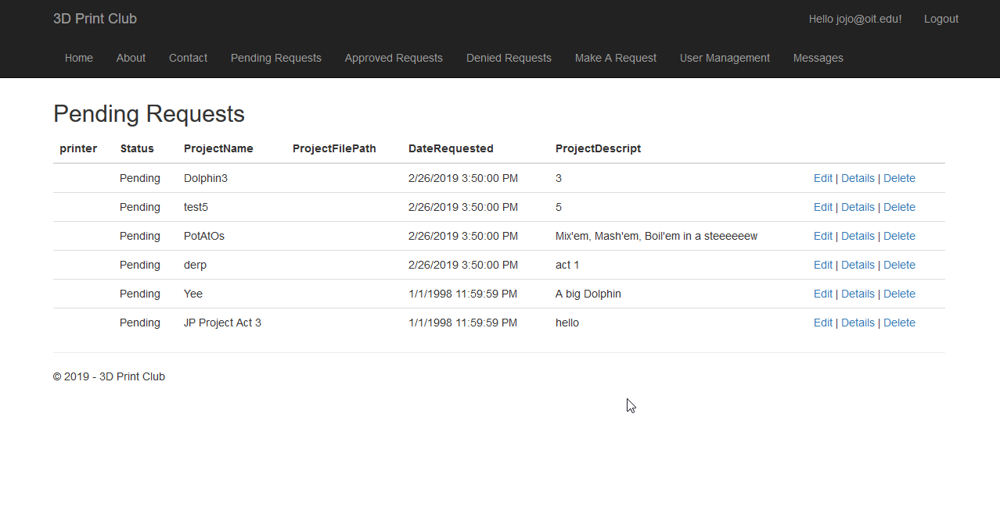 3D Print Club Hello jojo@oit.edu! Logout
Home About Contact Pending Requests Approved Requests Denied Requests Make A Request User Management Messages
Pending Requests
printer Status ProjectName ProjectFilePath DateRequested ProjectDescript
Pending Dolphin3 2/26/2019 3:50:00 PM 3 Edit | Details | Delete
Pending test5 2/26/2019 3:50:00 PM 5 Edit | Details | Delete
Pending PotAtOs 2/26/2019 3:50:00 PM Mix'em, Mash'em, Boil'em in a steeeeeew Edit | Details | Delete
Pending derp 2/26/2019 3:50:00 PM act 1 Edit | Details | Delete
Pending Yee 1/1/1998 11:59:59 PM A big Dolphin Edit | Details | Delete
Pending JP Project Act 3 1/1/1998 11:59:59 PM hello Edit | Details | Delete
© 2019 - 3D Print Club